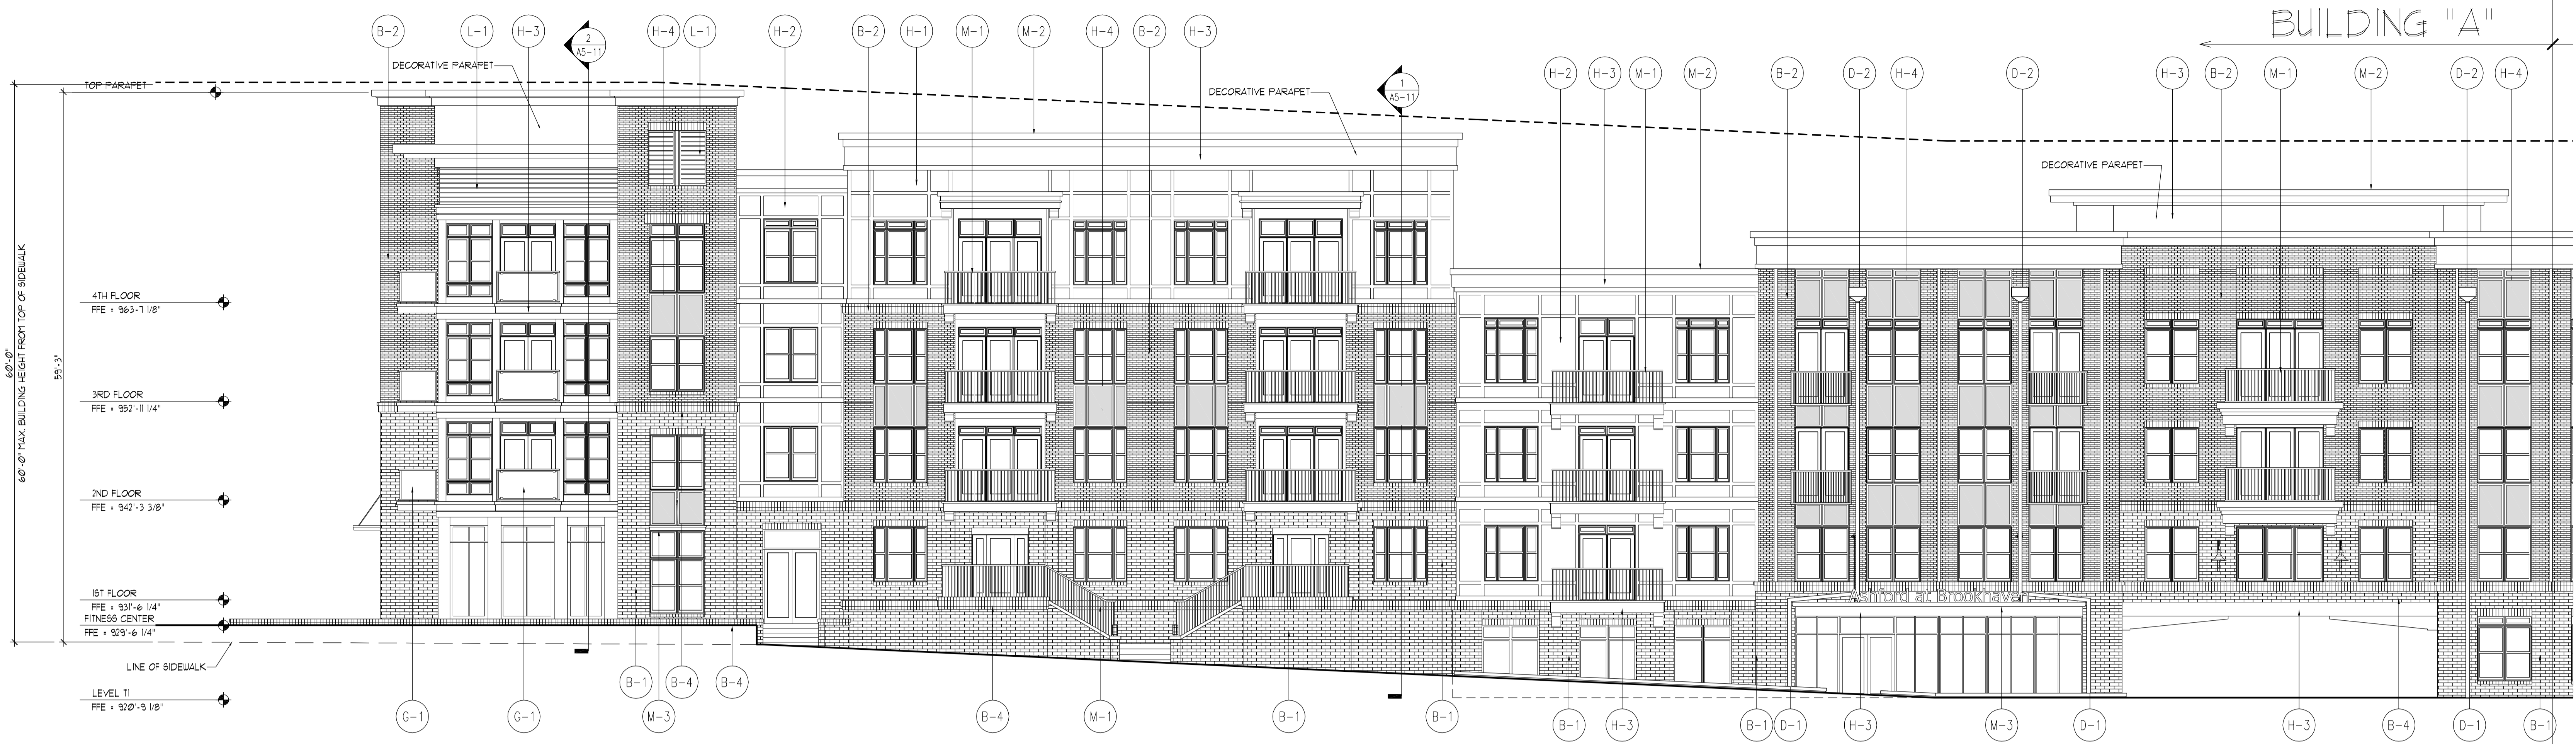 BUILDING "A"
B-2
L-1
H-3
2
A5-11
H-4
L-1
H-2
B-2
H-1
M-1
M-2
H-4
B-2
H-3
1
A5-11
H-2
H-3
M-1
M-2
B-2
D-2
H-4
D-2
H-3
B-2
M-1
M-2
D-2
H-4
DECORATIVE PARAPET
DECORATIVE PARAPET
DECORATIVE PARAPET
TOP PARAPET
60'-0"
60'-0" MAX. BUILDING HEIGHT FROM TOP OF SIDEWALK
59'-3"
4TH FLOOR
FFE = 963'-7 1/8"
3RD FLOOR
FFE = 952'-11 1/4"
2ND FLOOR
FFE = 942'-3 3/8"
1ST FLOOR
FFE = 931'-6 1/4"
FITNESS CENTER
FFE = 929'-6 1/4"
LINE OF SIDEWALK
LEVEL T1
FFE = 920'-9 1/8"
Ashford at Brookhaven
G-1
G-1
B-1
B-4
B-4
M-3
B-4
M-1
B-1
B-1
B-1
H-3
B-1
D-1
H-3
M-3
D-1
H-3
B-4
D-1
B-1